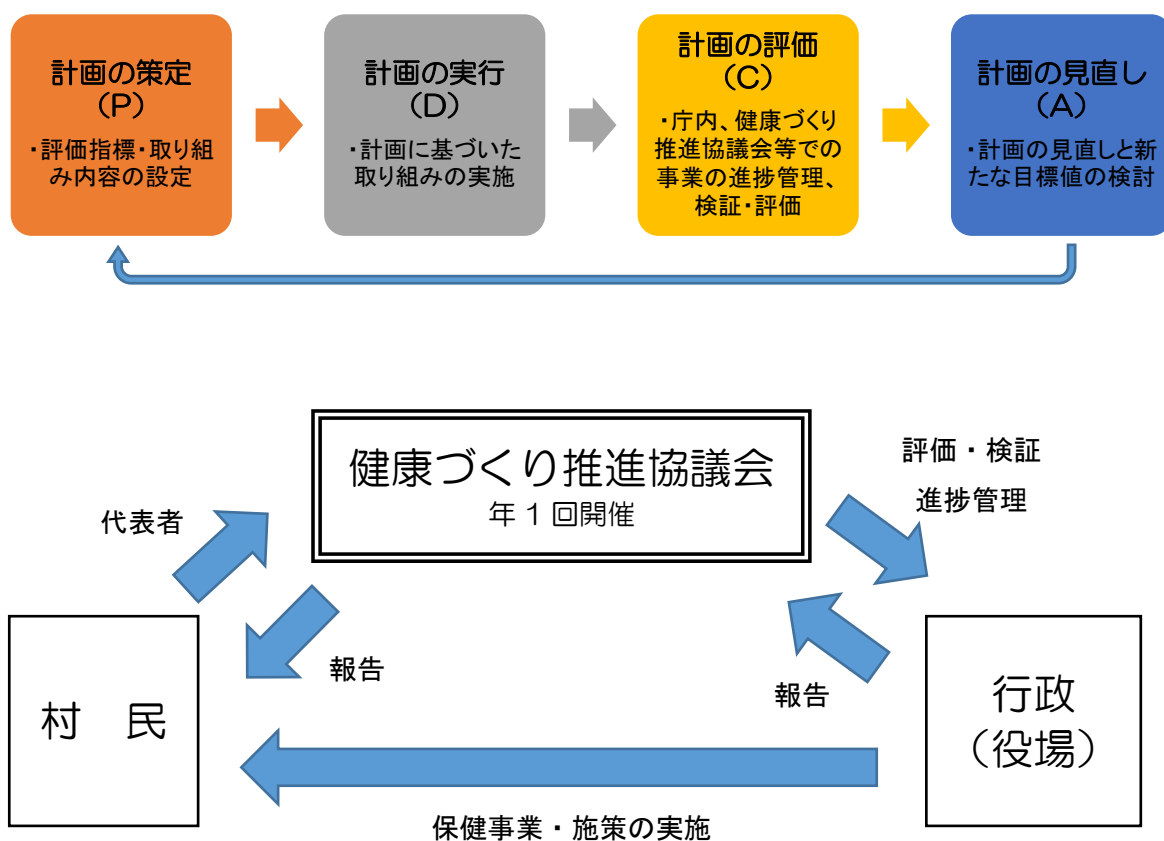 計画の策定
(P)
・評価指標・取り組
み内容の設定
計画の実行
(D)
・計画に基づいた
取り組みの実施
計画の評価
(C)
・庁内、健康づくり
推進協議会等での
事業の進捗管理、
検証・評価
計画の見直し
(A)
・計画の見直しと新
たな目標値の検討
健康づくり推進協議会
年1回開催
評価・検証
進捗管理
代表者
報告
報告
村　民
行政
（役場）
保健事業・施策の実施